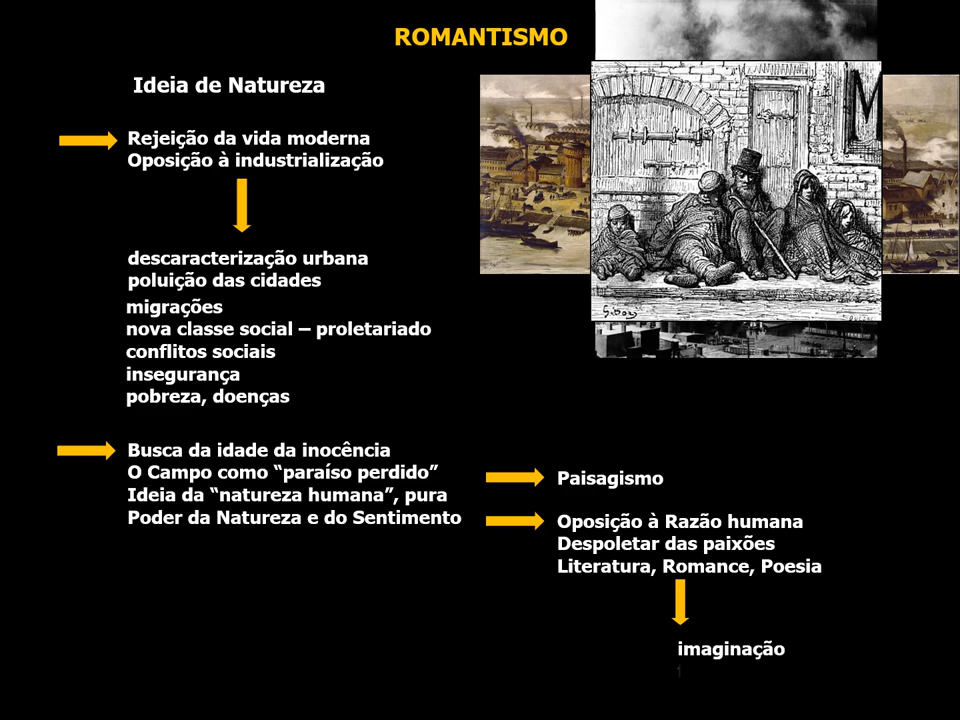 ROMANTISMO
Ideia de Natureza
Rejeição da vida moderna
Oposição à industrialização
descaracterização urbana
poluição das cidades
migrações
nova classe social – proletariado
conflitos sociais
insegurança
pobreza, doenças
Busca da idade da inocência
O Campo como “paraíso perdido”
Ideia da “natureza humana”, pura
Poder da Natureza e do Sentimento
Paisagismo
Oposição à Razão humana
Despoletar das paixões
Literatura, Romance, Poesia
imaginação